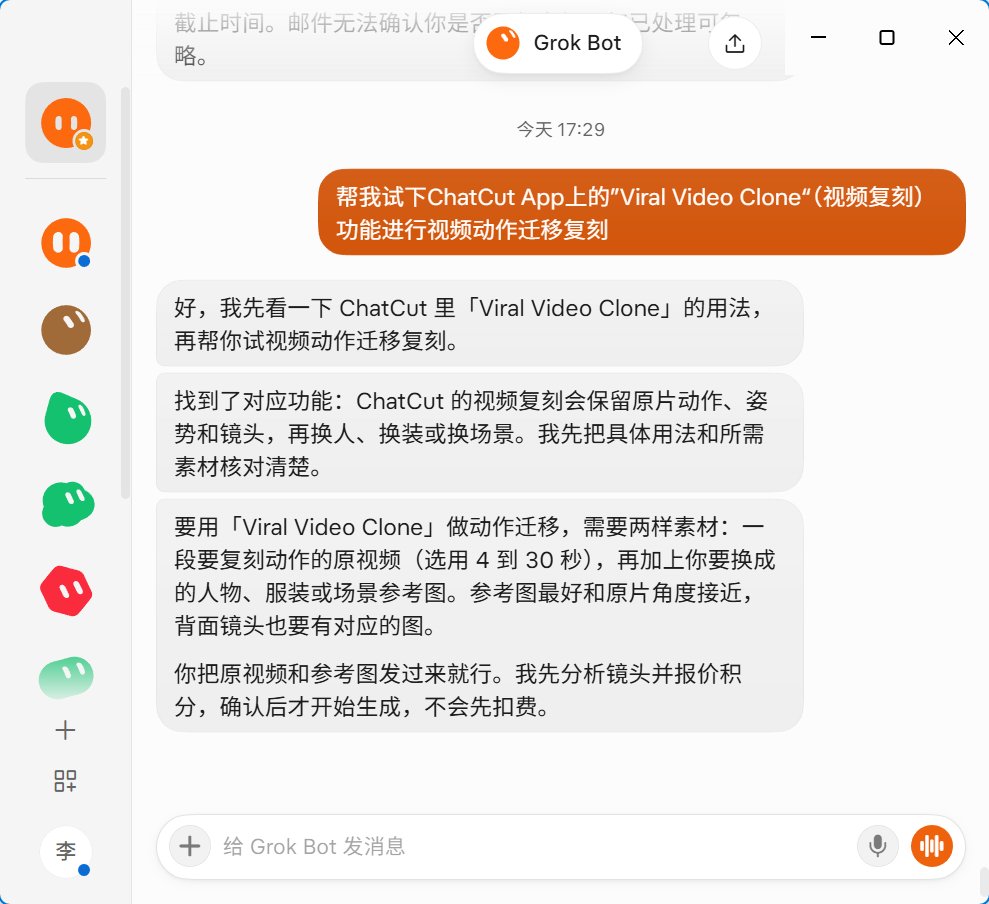 截止时间。邮件无法确认你是否
已处理可忽
略。
Grok Bot
今天 17:29
帮我试下ChatCut App上的”Viral Video Clone“（视频复刻）
功能进行视频动作迁移复刻
好，我先看一下 ChatCut 里「Viral Video Clone」的用法，
再帮你试视频动作迁移复刻。
找到了对应功能：ChatCut 的视频复刻会保留原片动作、姿
势和镜头，再换人、换装或换场景。我先把具体用法和所需
素材核对清楚。
要用「Viral Video Clone」做动作迁移，需要两样素材：一
段要复刻动作的原视频（选用 4 到 30 秒），再加上你要换成
的人物、服装或场景参考图。参考图最好和原片角度接近，
背面镜头也要有对应的图。
你把原视频和参考图发过来就行。我先分析镜头并报价积
分，确认后才开始生成，不会先扣费。
李
给 Grok Bot 发消息